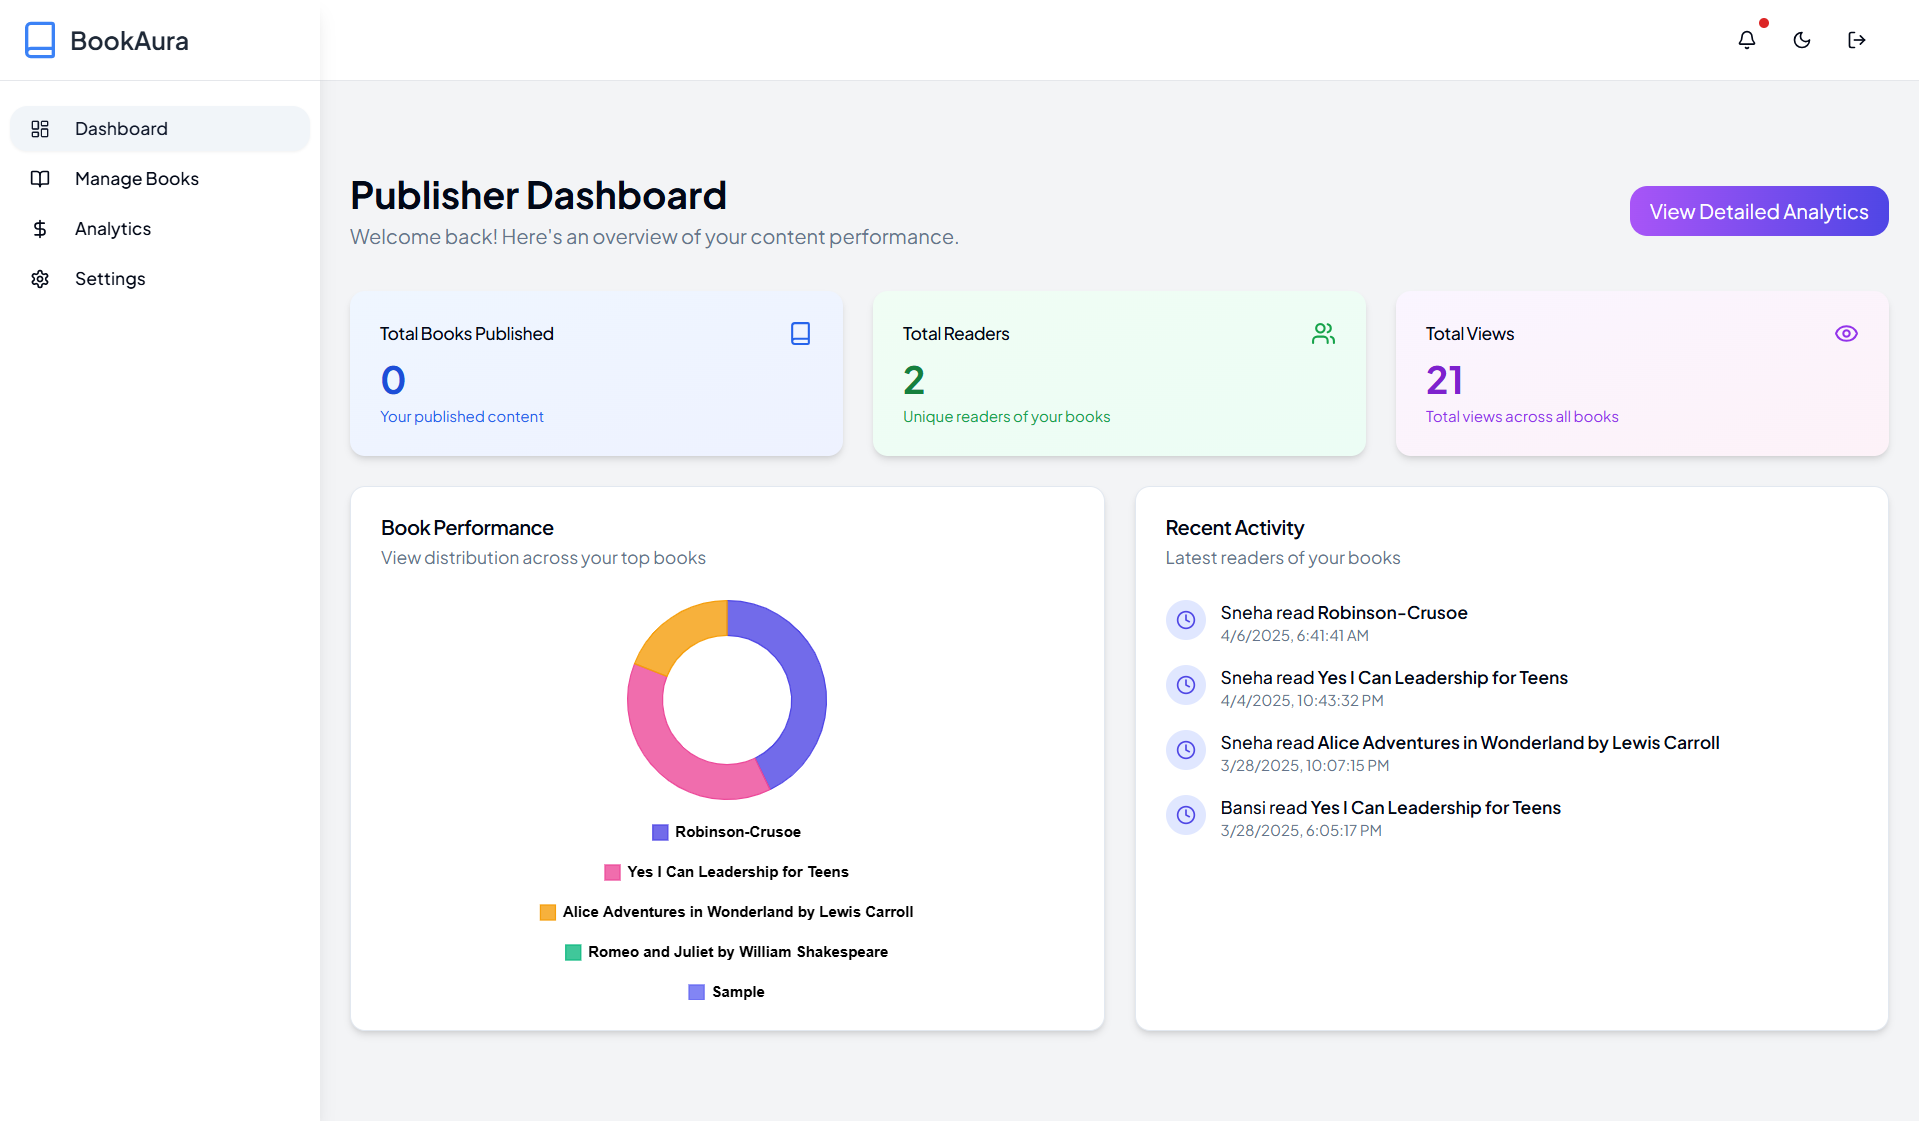 BookAura
Dashboard
Manage Books
Analytics
Settings
Publisher Dashboard
Welcome back! Here's an overview of your content performance.
View Detailed Analytics
Total Books Published
0
Your published content
Total Readers
2
Unique readers of your books
Total Views
21
Total views across all books
Book Performance
View distribution across your top books
Robinson-Crusoe
Yes I Can Leadership for Teens
Alice Adventures in Wonderland by Lewis Carroll
Romeo and Juliet by William Shakespeare
Sample
Recent Activity
Latest readers of your books
Sneha read Robinson-Crusoe
4/6/2025, 6:41:41 AM
Sneha read Yes I Can Leadership for Teens
4/4/2025, 10:43:32 PM
Sneha read Alice Adventures in Wonderland by Lewis Carroll
3/28/2025, 10:07:15 PM
Bansi read Yes I Can Leadership for Teens
3/28/2025, 6:05:17 PM